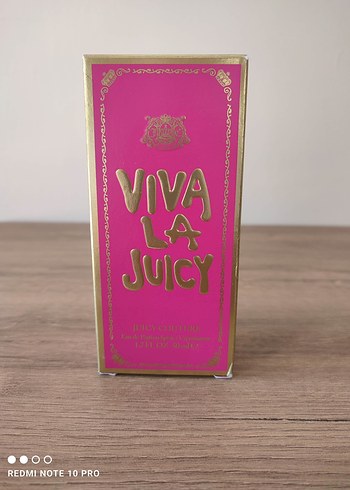 VIVA
LA
JUICY
JUICY COUTURE
REDMI NOTE 10 PRO